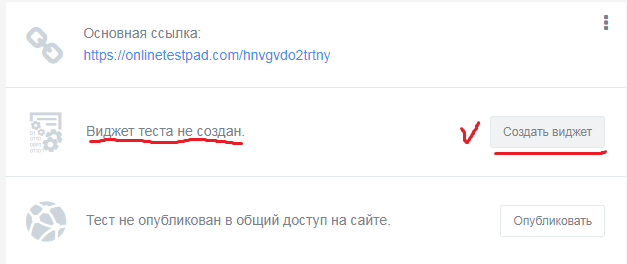 Основная ссылка:
https://onlinetestpad.com/hnvgvdo2trtny
Виджет теста не создан.
Создать виджет
Тест не опубликован в общий доступ на сайте.
Опубликовать